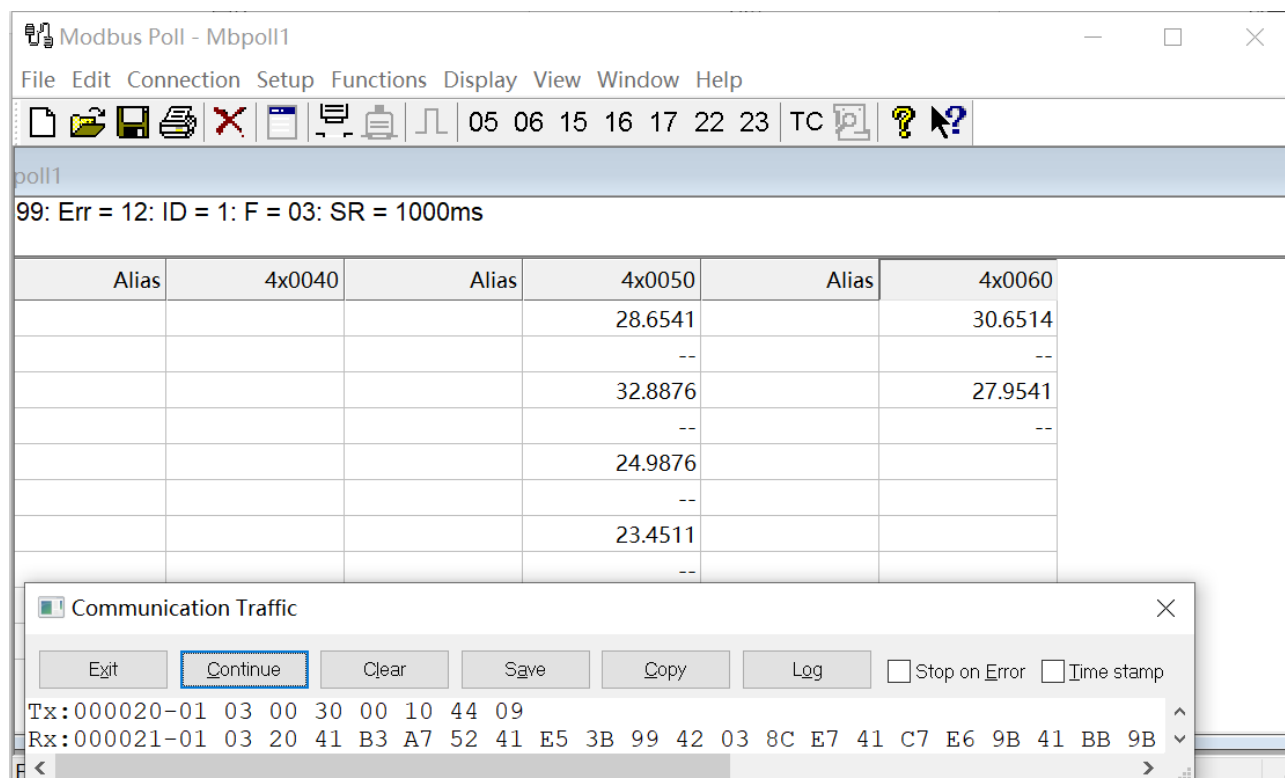 Modbus Poll - Mbpoll1
File Edit Connection Setup Functions Display View Window Help
05 06 15 16 17 22 23 TC
poll1
99: Err = 12: ID = 1: F = 03: SR = 1000ms
Alias 4x0040 Alias 4x0050 Alias 4x0060
28.6541 30.6514
-- --
32.8876 27.9541
-- --
24.9876
--
23.4511
--
Communication Traffic
Exit Continue Clear Save Copy Log Stop on Error Time stamp
Tx:000020-01 03 00 30 00 10 44 09
Rx:000021-01 03 20 41 B3 A7 52 41 E5 3B 99 42 03 8C E7 41 C7 E6 9B 41 BB 9B